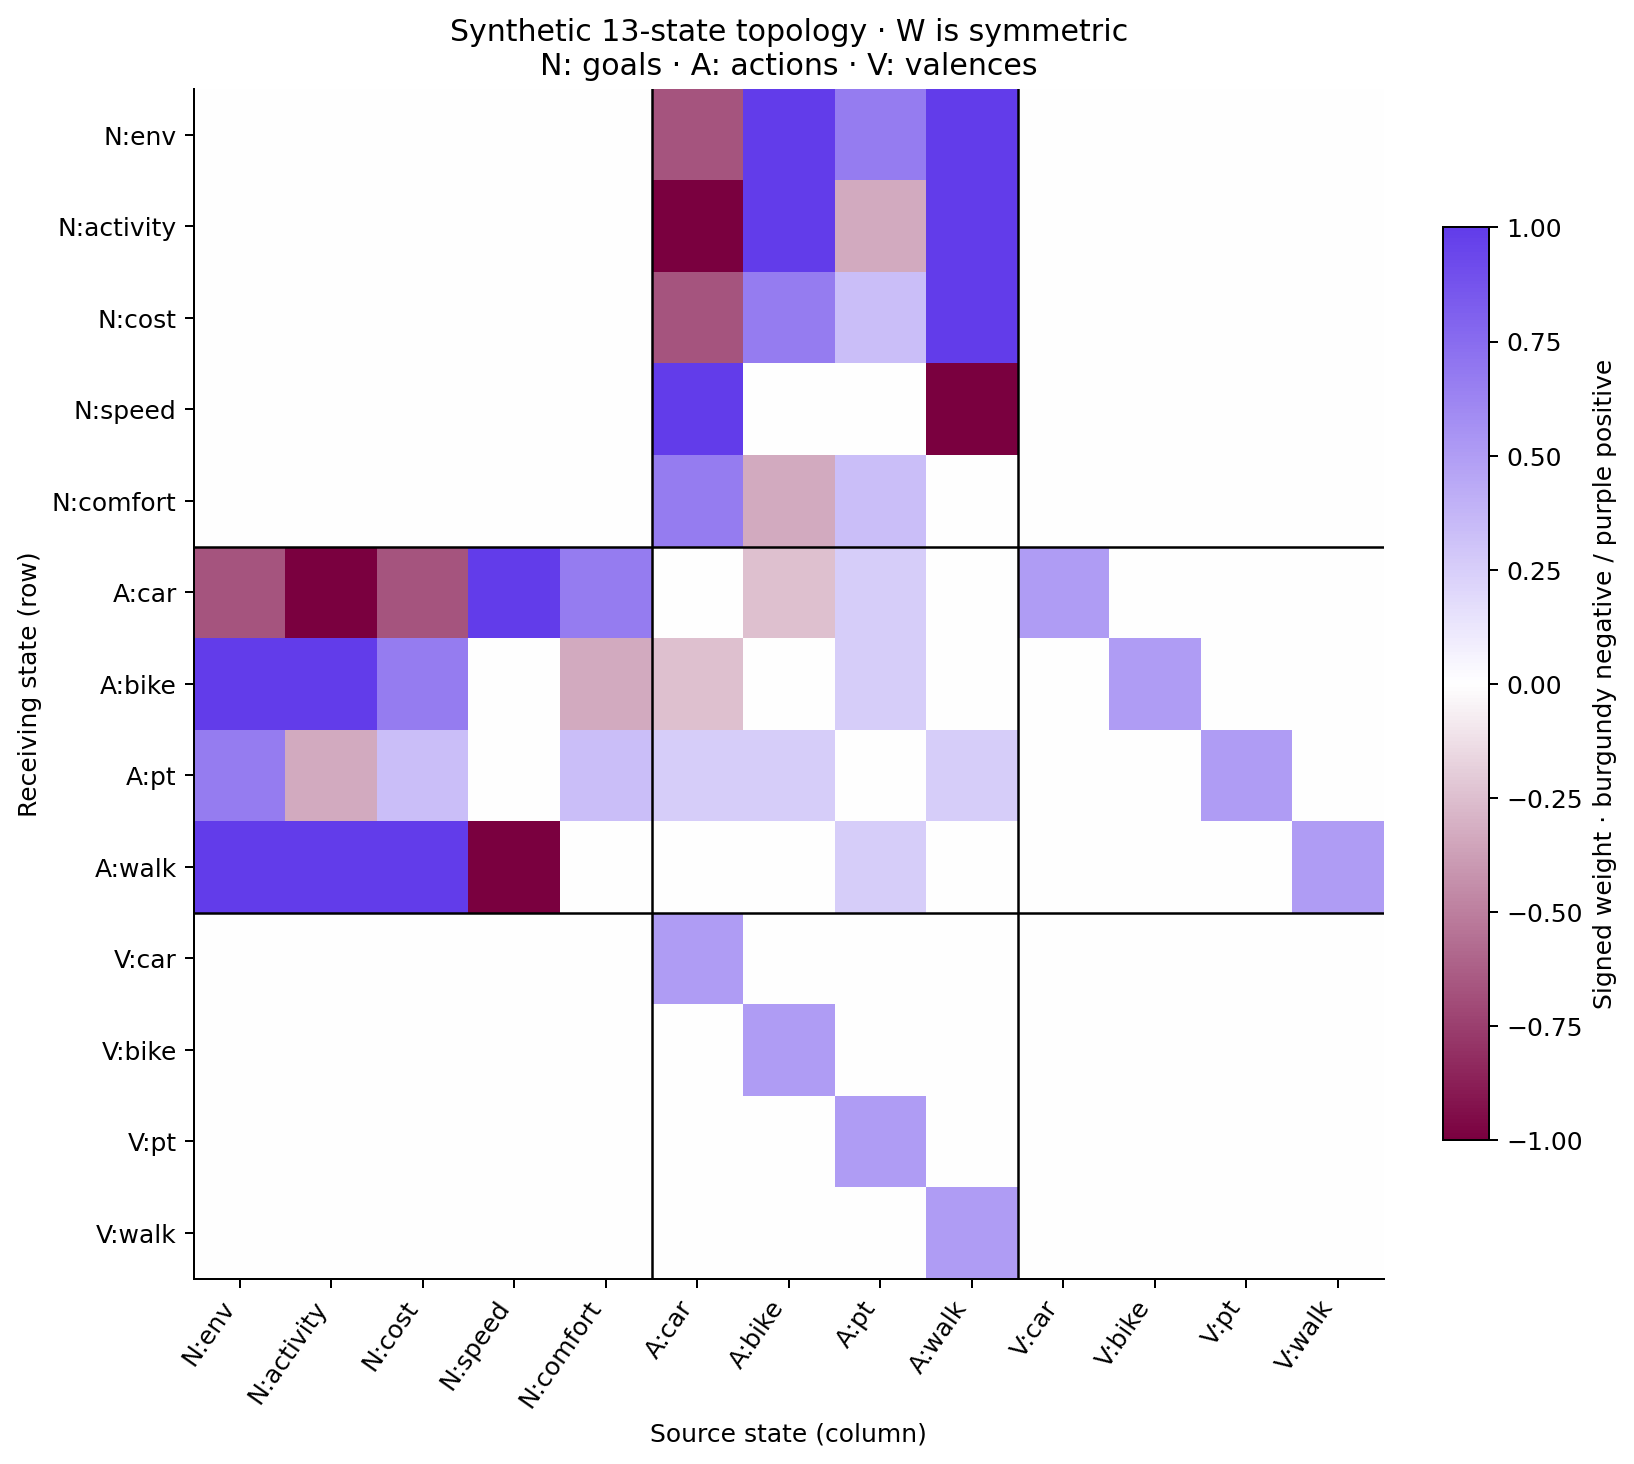 Synthetic 13-state topology · W is symmetric
N: goals · A: actions · V: valences
Receiving state (row)
N:env
N:activity
N:cost
N:speed
N:comfort
A:car
A:bike
A:pt
A:walk
V:car
V:bike
V:pt
V:walk
N:env
N:activity
N:cost
N:speed
N:comfort
A:car
A:bike
A:pt
A:walk
V:car
V:bike
V:pt
V:walk
Source state (column)
1.00
0.75
0.50
0.25
0.00
−0.25
−0.50
−0.75
−1.00
Signed weight · burgundy negative / purple positive